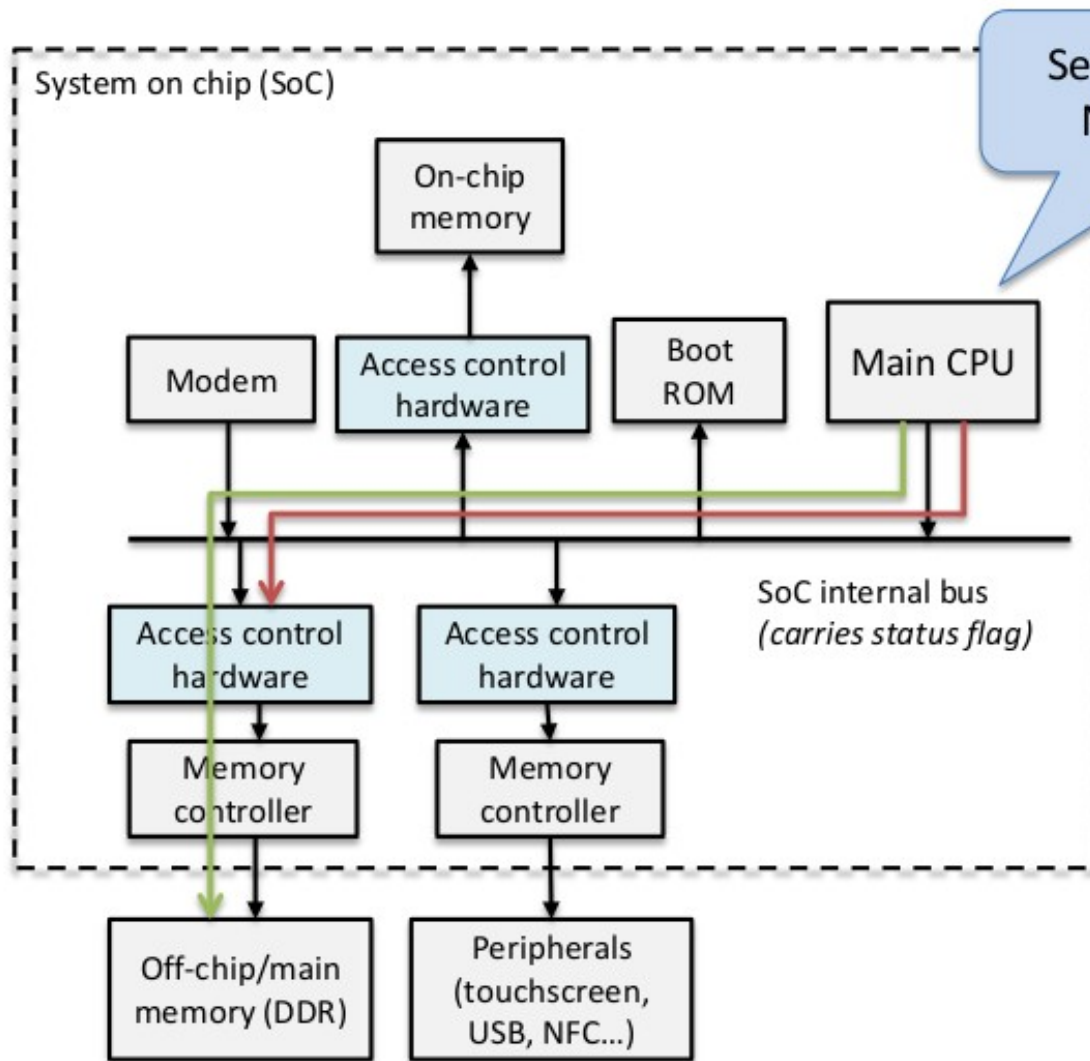 System on chip (SoC)
On-chip
memory
Modem
Access control
hardware
Boot
ROM
Main CPU
SoC internal bus
(carries status flag)
Access control
hardware
Access control
hardware
Memory
controller
Memory
controller
Off-chip/main
memory (DDR)
Peripherals
(touchscreen,
USB, NFC...)